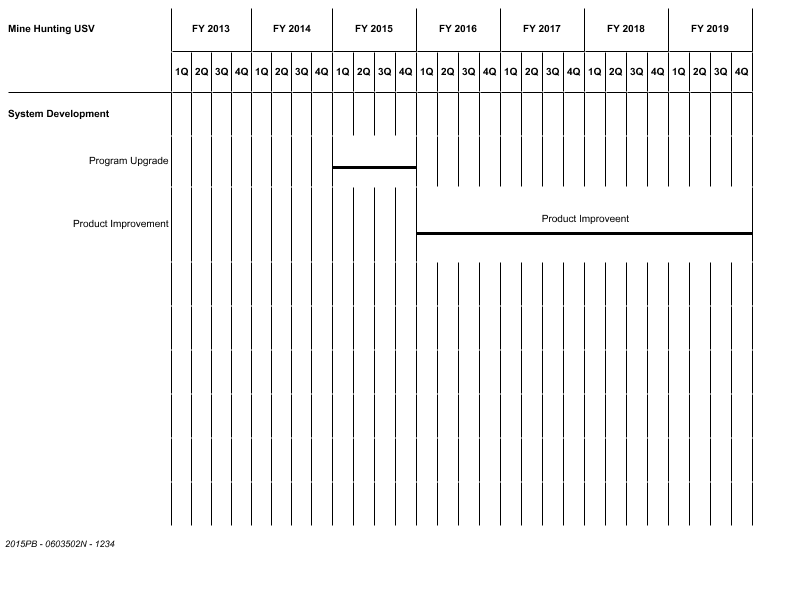 Mine Hunting USV FY 2013 FY 2014 FY 2015 FY 2016 FY 2017 FY 2018 FY 2019
1Q 2Q 3Q 4Q 1Q 2Q 3Q 4Q 1Q 2Q 3Q 4Q 1Q 2Q 3Q 4Q 1Q 2Q 3Q 4Q 1Q 2Q 3Q 4Q 1Q 2Q 3Q 4Q
System Development
Program Upgrade
Product Improveent
Product Improvement
2015PB - 0603502N - 1234